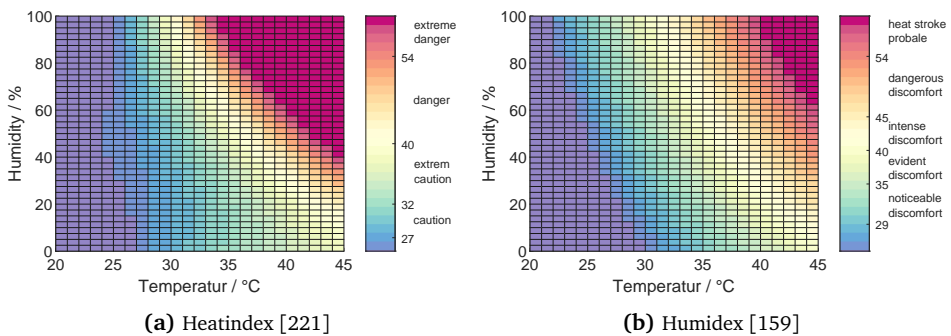 100
80
60
40
20
0
Humidity / %
20 25 30 35 40 45
Temperatur / °C
extreme
danger
54
danger
40
extrem
caution
32
caution
27
(a) Heatindex [221]
100
80
60
40
20
0
Humidity / %
20 25 30 35 40 45
Temperatur / °C
heat stroke
probale
54
dangerous
discomfort
45
intense
discomfort
40
evident
discomfort
35
noticeable
discomfort
29
(b) Humidex [159]